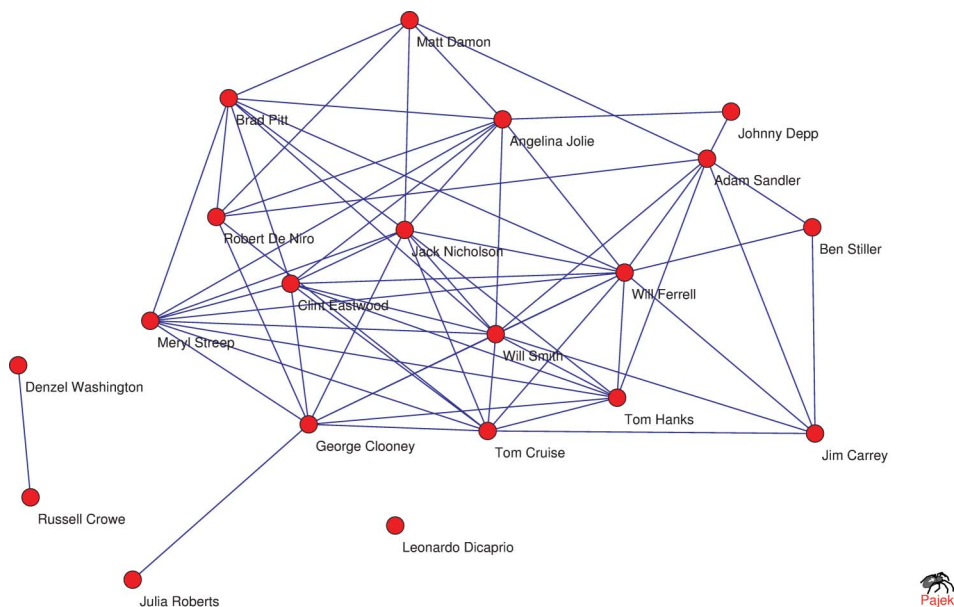 Matt Damon
Brad Pitt
Johnny Depp
Angelina Jolie
Adam Sandler
Robert De Niro
Jack Nicholson
Ben Stiller
Will Ferrell
Clint Eastwood
Meryl Streep
Will Smith
Denzel Washington
Tom Hanks
George Clooney
Tom Cruise
Jim Carrey
Russell Crowe
Leonardo Dicaprio
Julia Roberts
Pajek